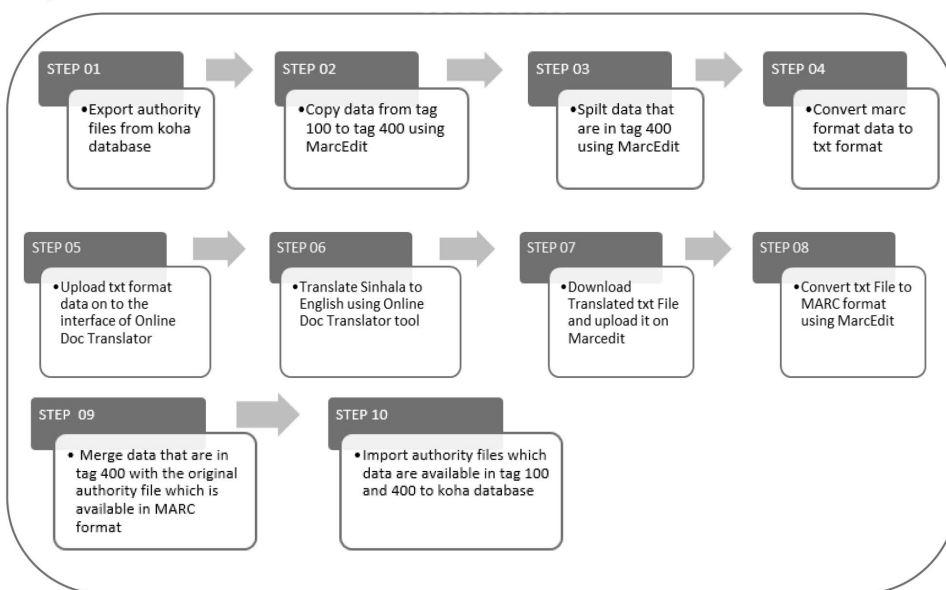 STEP 01
•Export authority
files from koha
database
STEP 02
•Copy data from tag
100 to tag 400 using
MarcEdit
STEP 03
•Spilt data that
are in tag 400
using MarcEdit
STEP 04
•Convert marc
format data to
txt format
STEP 05
•Upload txt format
data on to the
interface of Online
Doc Translator
STEP 06
•Translate Sinhala to
English using Online
Doc Translator tool
STEP 07
•Download
Translated txt File
and upload it on
Marcedit
STEP 08
•Convert txt File to
MARC format
using MarcEdit
STEP 09
• Merge data that are in
tag 400 with the original
authority file which is
available in MARC
format
STEP 10
•Import authority files which
data are available in tag 100
and 400 to koha database